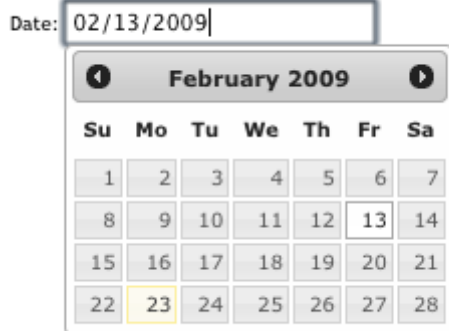 Date: 02/13/2009
February 2009
Su Mo Tu We Th Fr Sa
1 2 3 4 5 6 7
8 9 10 11 12 13 14
15 16 17 18 19 20 21
22 23 24 25 26 27 28